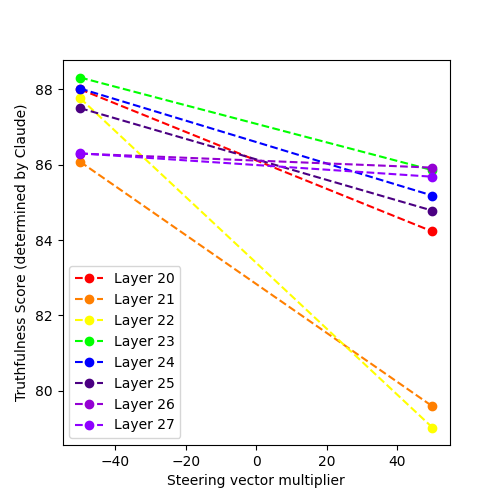 88
86
84
82
80
Truthfulness Score (determined by Claude)
Layer 20
Layer 21
Layer 22
Layer 23
Layer 24
Layer 25
Layer 26
Layer 27
−40 −20 0 20 40
Steering vector multiplier